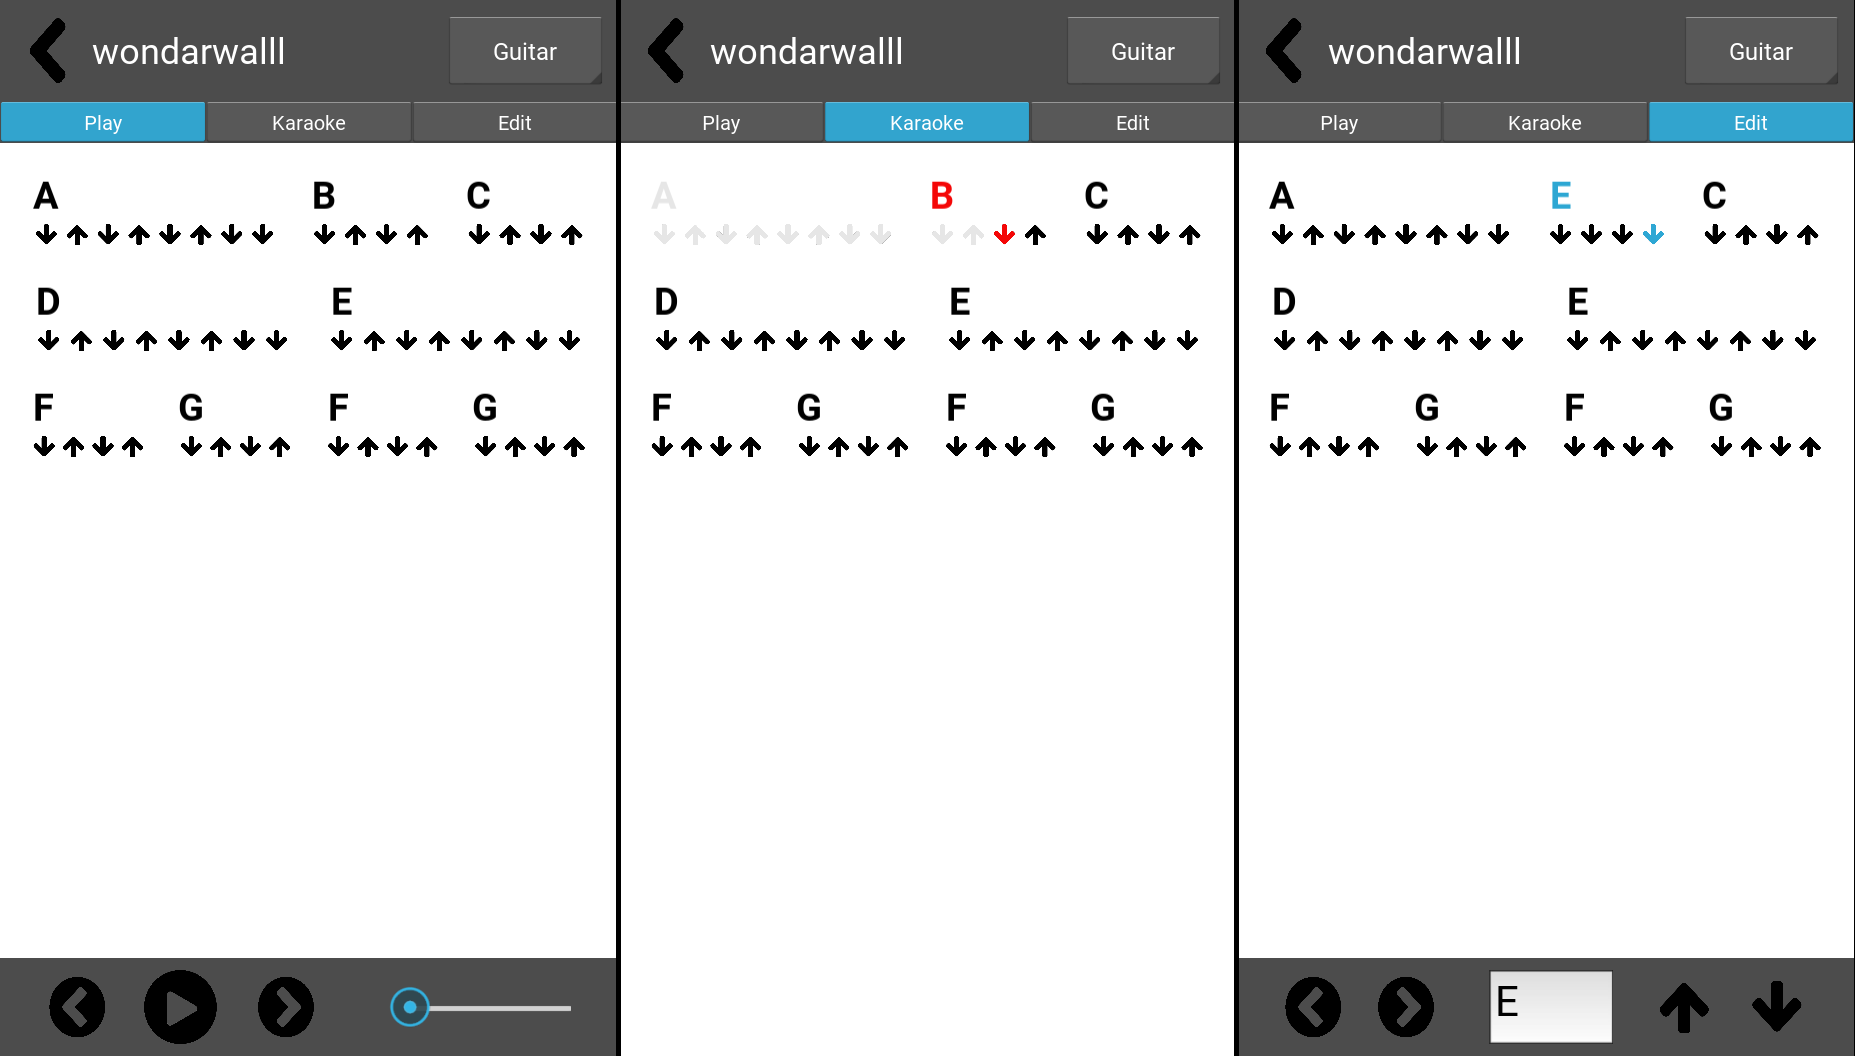 wondarwalll Guitar
Play Karaoke Edit
A B C
↓ ↑ ↓ ↑ ↓ ↑ ↓ ↓ ↓ ↑ ↓ ↑ ↓ ↑ ↓ ↑
D E
↓ ↑ ↓ ↑ ↓ ↑ ↓ ↓ ↓ ↑ ↓ ↑ ↓ ↑ ↓ ↓
F G F G
↓ ↑ ↓ ↑ ↓ ↑ ↓ ↑ ↓ ↑ ↓ ↑ ↓ ↑ ↓ ↑
wondarwalll Guitar
Play Karaoke Edit
A B C
↓ ↑ ↓ ↑ ↓ ↑ ↓ ↓ ↓ ↑ ↓ ↑ ↓ ↑ ↓ ↑
D E
↓ ↑ ↓ ↑ ↓ ↑ ↓ ↓ ↓ ↑ ↓ ↑ ↓ ↑ ↓ ↓
F G F G
↓ ↑ ↓ ↑ ↓ ↑ ↓ ↑ ↓ ↑ ↓ ↑ ↓ ↑ ↓ ↑
wondarwalll Guitar
Play Karaoke Edit
A E C
↓ ↑ ↓ ↑ ↓ ↑ ↓ ↓ ↓ ↓ ↓ ↓ ↓ ↑ ↓ ↑
D E
↓ ↑ ↓ ↑ ↓ ↑ ↓ ↓ ↓ ↑ ↓ ↑ ↓ ↑ ↓ ↓
F G F G
↓ ↑ ↓ ↑ ↓ ↑ ↓ ↑ ↓ ↑ ↓ ↑ ↓ ↑ ↓ ↑
E